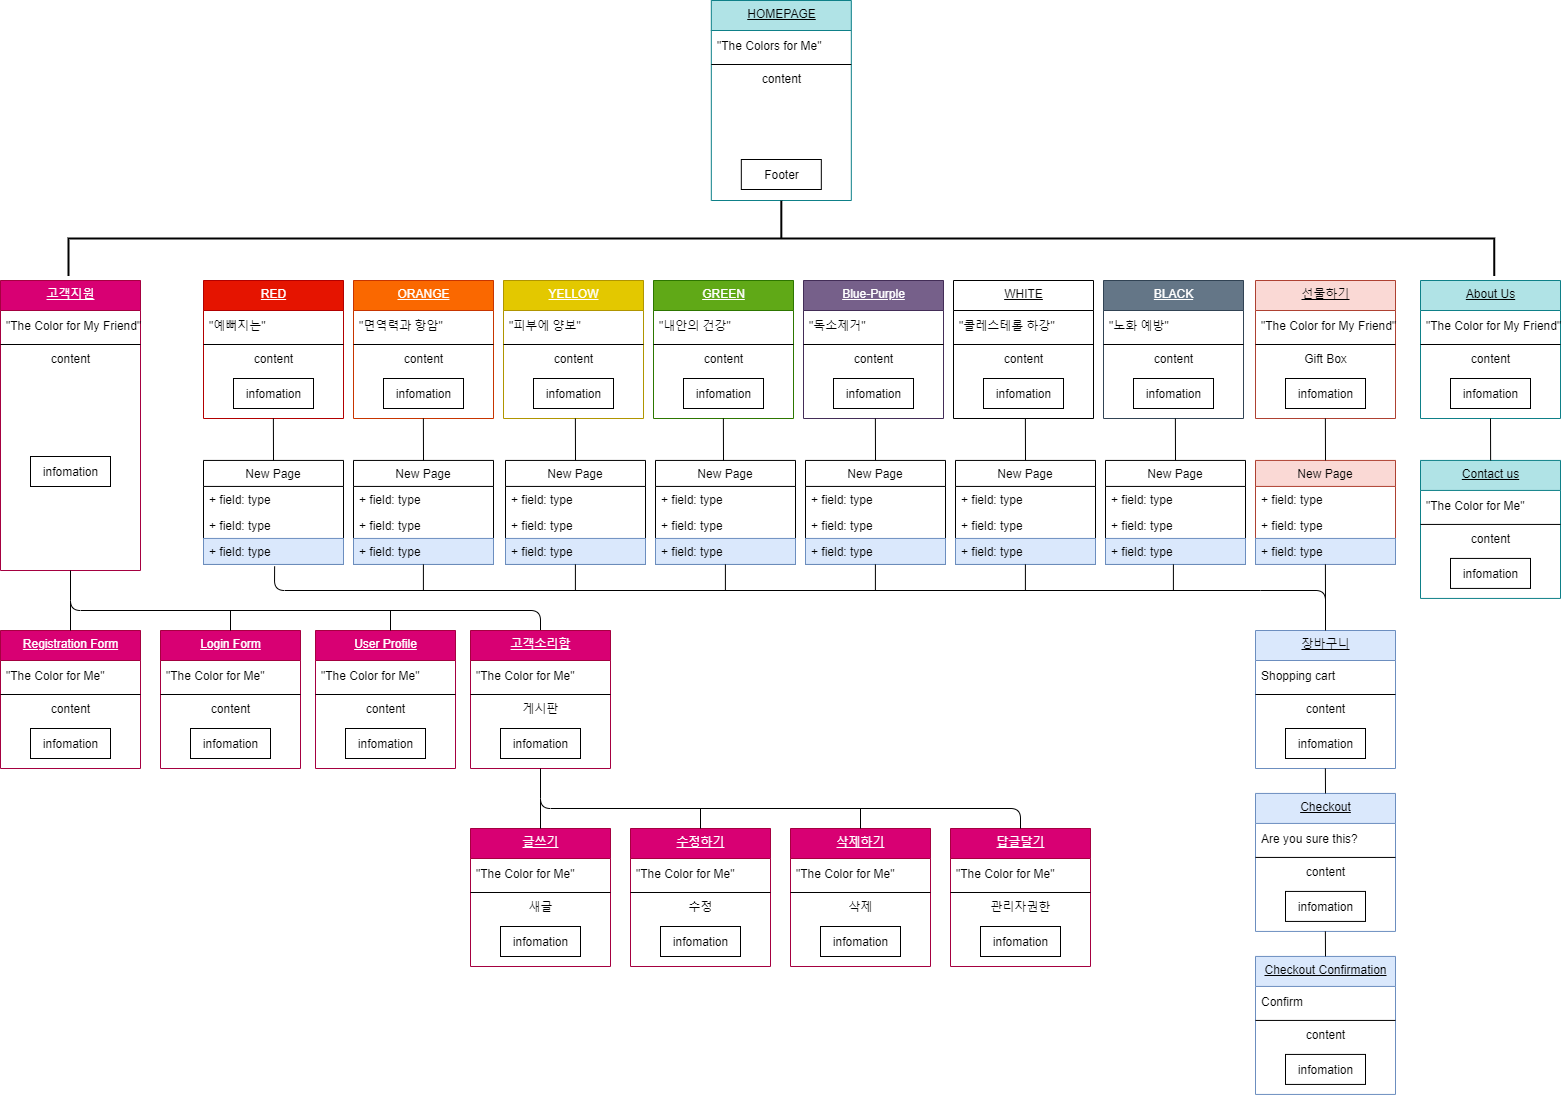 HOMEPAGE
"The Colors for Me"
content
Footer
고객지원
"The Color for My Friend"
content
infomation
RED
"예뻐지는"
content
infomation
ORANGE
"면역력과 항암"
content
infomation
YELLOW
"피부에 양보"
content
infomation
GREEN
"내안의 건강"
content
infomation
Blue-Purple
"독소제거"
content
infomation
WHITE
"콜레스테롤 하강"
content
infomation
BLACK
"노화 예방"
content
infomation
선물하기
"The Color for My Friend"
Gift Box
infomation
About Us
"The Color for My Friend"
content
infomation
New Page
+ field: type
+ field: type
+ field: type
New Page
+ field: type
+ field: type
+ field: type
New Page
+ field: type
+ field: type
+ field: type
New Page
+ field: type
+ field: type
+ field: type
New Page
+ field: type
+ field: type
+ field: type
New Page
+ field: type
+ field: type
+ field: type
New Page
+ field: type
+ field: type
+ field: type
New Page
+ field: type
+ field: type
+ field: type
Contact us
"The Color for Me"
content
infomation
Registration Form
"The Color for Me"
content
infomation
Login Form
"The Color for Me"
content
infomation
User Profile
"The Color for Me"
content
infomation
고객소리함
"The Color for Me"
게시판
infomation
장바구니
Shopping cart
content
infomation
글쓰기
"The Color for Me"
새글
infomation
수정하기
"The Color for Me"
수정
infomation
삭제하기
"The Color for Me"
삭제
infomation
답글달기
"The Color for Me"
관리자권한
infomation
Checkout
Are you sure this?
content
infomation
Checkout Confirmation
Confirm
content
infomation